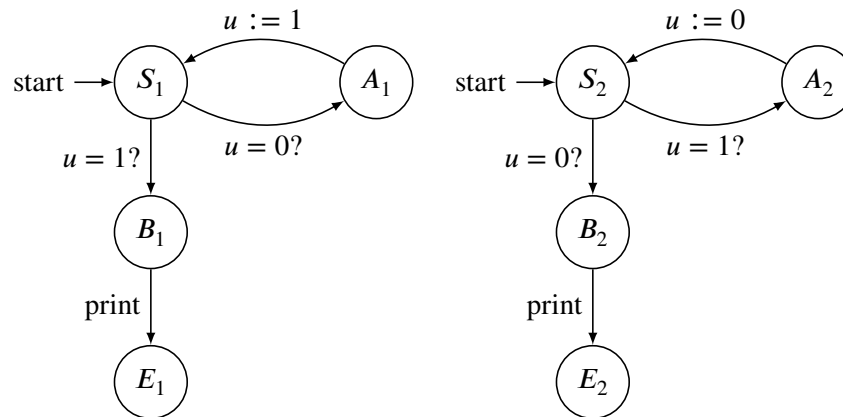 u := 1
start S₁ A₁
u = 0?
u = 1?
B₁
print
E₁
u := 0
start S₂ A₂
u = 1?
u = 0?
B₂
print
E₂